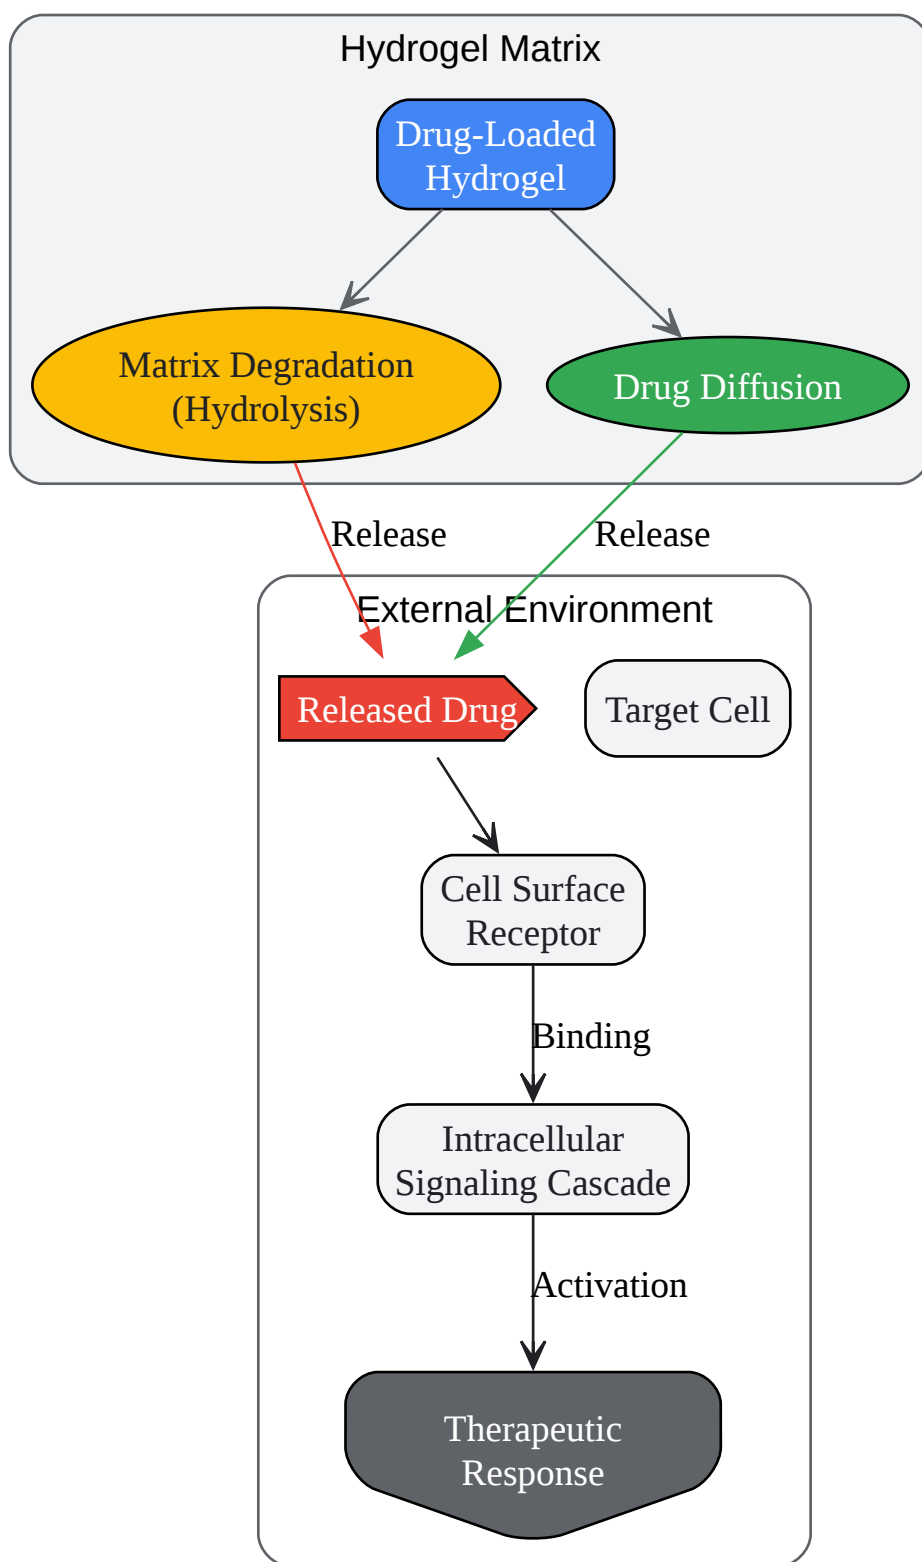 Hydrogel Matrix
Drug-Loaded
Hydrogel
Matrix Degradation
(Hydrolysis)
Drug Diffusion
Release
Release
External Environment
Released Drug
Target Cell
Cell Surface
Receptor
Binding
Intracellular
Signaling Cascade
Activation
Therapeutic
Response